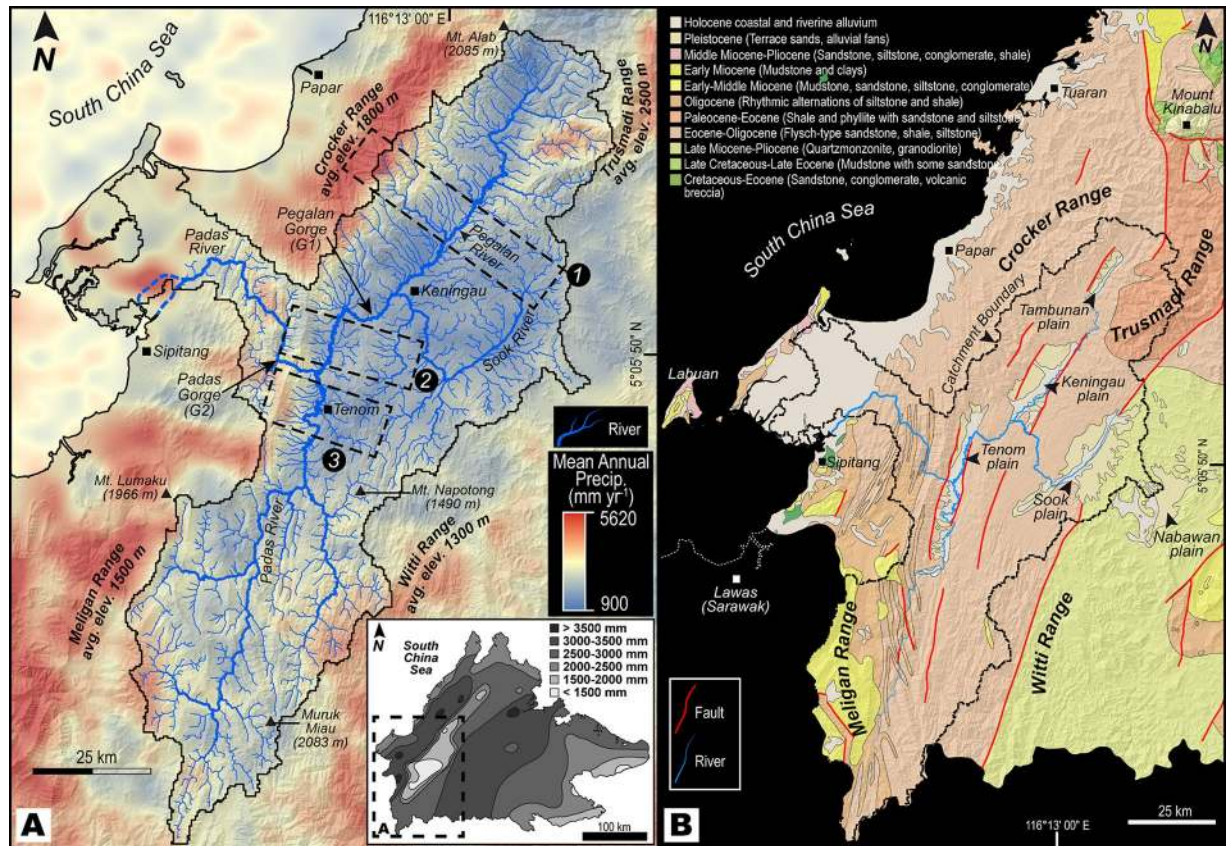 N
South China Sea
116°13' 00" E
Mt. Alab
(2085 m)
Papar
Crocker Range
avg. elev. 1800 m
Trusmadi Range
avg. elev. 2500 m
Pegalan
Gorge
(G1)
Padas
River
Pegalan
River
1
Keningau
Sook River
Sipitang
5°05'50" N
2
Padas
Gorge
(G2)
Tenom
3
River
Mt. Lumaku
(1966 m)
Mt. Napotong
(1490 m)
Mean Annual
Precip.
(mm yr-1)
5620
900
Padas River
Meligan Range
avg. elev. 1500 m
Witti Range
avg. elev. 1300 m
Muruk
Miau
(2083 m)
25 km
A
N
South
China
Sea
> 3500 mm
3000-3500 mm
2500-3000 mm
2000-2500 mm
1500-2000 mm
< 1500 mm
A
100 km
Holocene coastal and riverine alluvium
Pleistocene (Terrace sands, alluvial fans)
Middle Miocene-Pliocene (Sandstone, siltstone, conglomerate, shale)
Early Miocene (Mudstone and clays)
Early-Middle Miocene (Mudstone, sandstone, siltstone, conglomerate)
Oligocene (Rhythmic alternations of siltstone and shale)
Paleocene-Eocene (Shale and phyllite with sandstone and siltstone
Eocene-Oligocene (Flysch-type sandstone, shale, siltstone)
Late Miocene-Pliocene (Quartzmonzonite, granodiorite)
Late Cretaceous-Late Eocene (Mudstone with some sandstone
Cretaceous-Eocene (Sandstone, conglomerate, volcanic
breccia)
N
Tuaran
Mount
Kinabalu
South China Sea
Crocker Range
Papar
Trusmadi Range
Catchment Boundary
Tambunan
plain
Labuan
Keningau
plain
Sipitang
Tenom
plain
5°05'50" N
Sook
plain
Nabawan
plain
Lawas
(Sarawak)
Meligan Range
Witti Range
Fault
River
B
116°13' 00" E
25 km